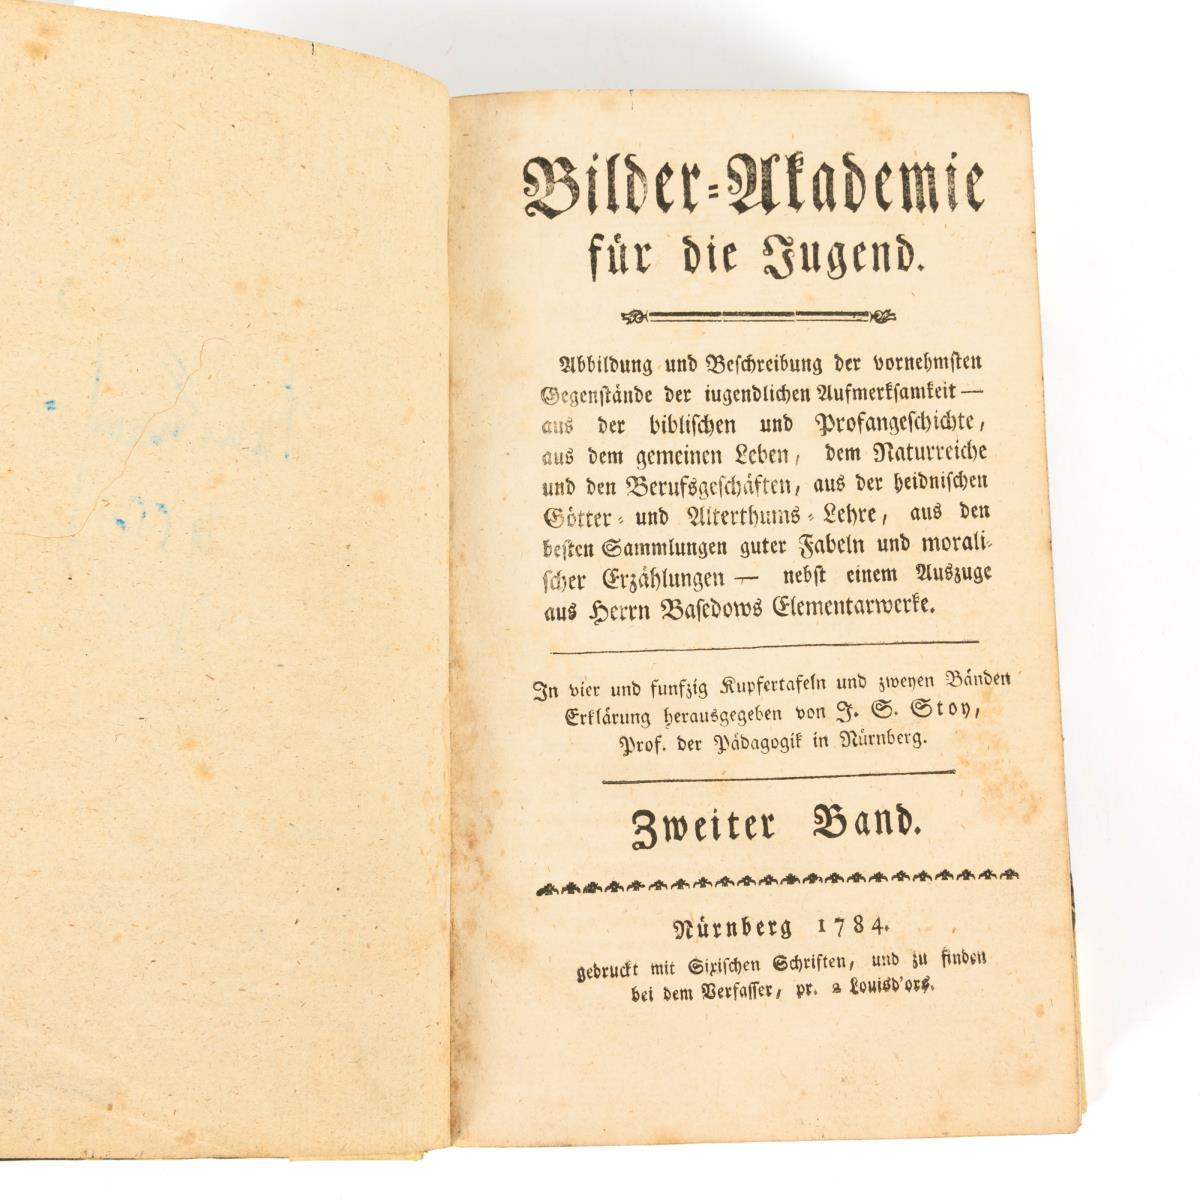 Bilder-Akademie
für die Jugend.
Abbildung und Beschreibung der vornehmsten
Gegenstände der iugendlichen Aufmerksamkeit —
aus der biblischen und Profangeschichte,
aus dem gemeinen Leben, dem Naturreiche
und den Berufsgeschäften, aus der heidnischen
Götter- und Alterthums-Lehre, aus den
besten Sammlungen guter Fabeln und morali-
scher Erzählungen — nebst einem Auszuge
aus Herrn Basedows Elementarwerke.
In vier und funfzig Kupfertafeln und zweyen Bänden
Erklärung herausgegeben von J. S. Stoy,
Prof. der Pädagogik in Nürnberg.
Zweiter Band.
Nürnberg 1784.
gedruckt mit Sixischen Schriften, und zu finden
bei dem Verfasser, pr. 2 Louisd'ors.